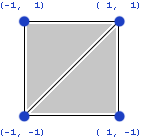 (-1, 1) ( 1, 1)
(-1, -1) ( 1, -1)